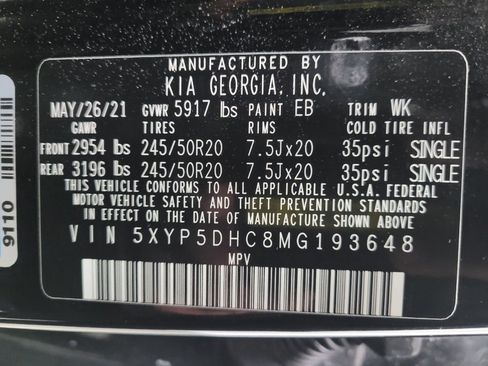 MANUFACTURED BY
KIA GEORGIA, INC.
MAY/26/21 GVWR 5917 lbs PAINT EB TRIM WK
GAWR TIRES RIMS COLD TIRE INFL
FRONT 2954 lbs 245/50R20 7.5Jx20 35psi SINGLE
REAR 3196 lbs 245/50R20 7.5Jx20 35psi SINGLE
THIS VEHICLE CONFORMS TO ALL APPLICABLE U.S.A. FEDERAL
MOTOR VEHICLE SAFETY AND THEFT PREVENTION STANDARDS
IN EFFECT ON THE DATE OF MANUFACTURE SHOWN ABOVE.
VIN 5XYP5DHC8MG193648
MPV
9110